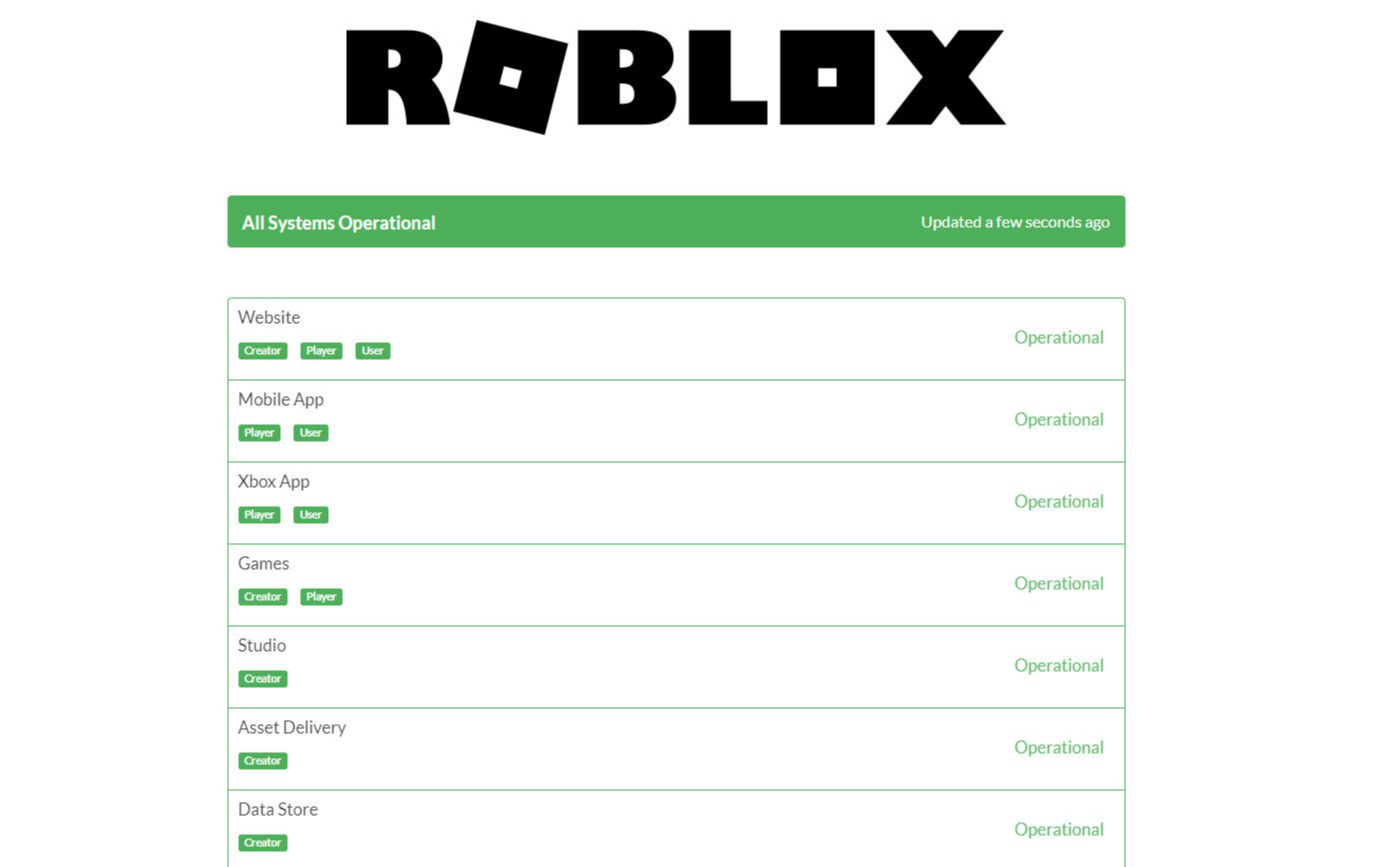 ROBLOX
All Systems Operational Updated a few seconds ago
Website
Operational
Creator Player User
Mobile App
Operational
Player User
Xbox App
Operational
Player User
Games
Operational
Creator Player
Studio
Operational
Creator
Asset Delivery
Operational
Creator
Data Store
Operational
Creator